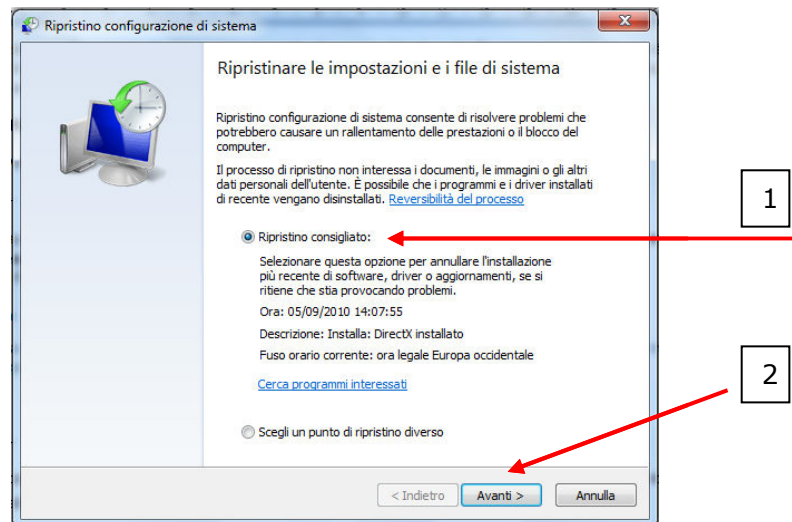 Ripristino configurazione di sistema
Ripristinare le impostazioni e i file di sistema
Ripristino configurazione di sistema consente di risolvere problemi che
potrebbero causare un rallentamento delle prestazioni o il blocco del
computer.
Il processo di ripristino non interessa i documenti, le immagini o gli altri
dati personali dell'utente. È possibile che i programmi e i driver installati
di recente vengano disinstallati. Reversibilità del processo
1
Ripristino consigliato:
Selezionare questa opzione per annullare l'installazione
più recente di software, driver o aggiornamenti, se si
ritiene che stia provocando problemi.
Ora: 05/09/2010 14:07:55
Descrizione: Installa: DirectX installato
Fuso orario corrente: ora legale Europa occidentale
2
Cerca programmi interessati
Scegli un punto di ripristino diverso
< Indietro Avanti > Annulla